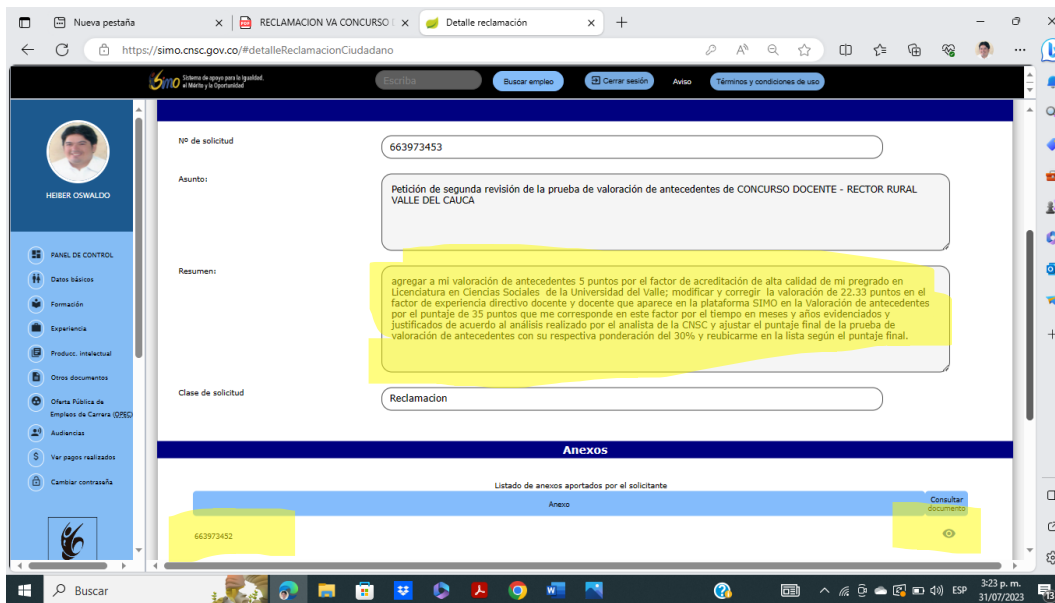 Nueva pestaña
RECLAMACION VA CONCURSO
Detalle reclamación
https://simo.cnsc.gov.co/#detalleReclamacionCiudadano
Simo Sistema de apoyo para la Igualdad,
el Mérito y la Oportunidad
Escriba
Buscar empleo
Cerrar sesión
Aviso
Términos y condiciones de uso
HEIBER OSWALDO
PANEL DE CONTROL
Datos básicos
Formación
Experiencia
Producc. intelectual
Otros documentos
Oferta Pública de
Empleos de Carrera (OPEC)
Audiencias
Ver pagos realizados
Cambiar contraseña
Nº de solicitud
663973453
Asunto:
Petición de segunda revisión de la prueba de valoración de antecedentes de CONCURSO DOCENTE - RECTOR RURAL
VALLE DEL CAUCA
Resumen:
agregar a mi valoración de antecedentes 5 puntos por el factor de acreditación de alta calidad de mi pregrado en
Licenciatura en Ciencias Sociales de la Universidad del Valle; modificar y corregir la valoración de 22.33 puntos en el
factor de experiencia directivo docente y docente que aparece en la plataforma SIMO en la Valoración de antecedentes
por el puntaje de 35 puntos que me corresponde en este factor por el tiempo en meses y años evidenciados y
justificados de acuerdo al análisis realizado por el analista de la CNSC y ajustar el puntaje final de la prueba de
valoración de antecedentes con su respectiva ponderación del 30% y reubicarme en la lista según el puntaje final.
Clase de solicitud
Reclamacion
Anexos
Listado de anexos aportados por el solicitante
Anexo
Consultar
documento
663973452
Buscar
ESP
3:23 p. m.
31/07/2023